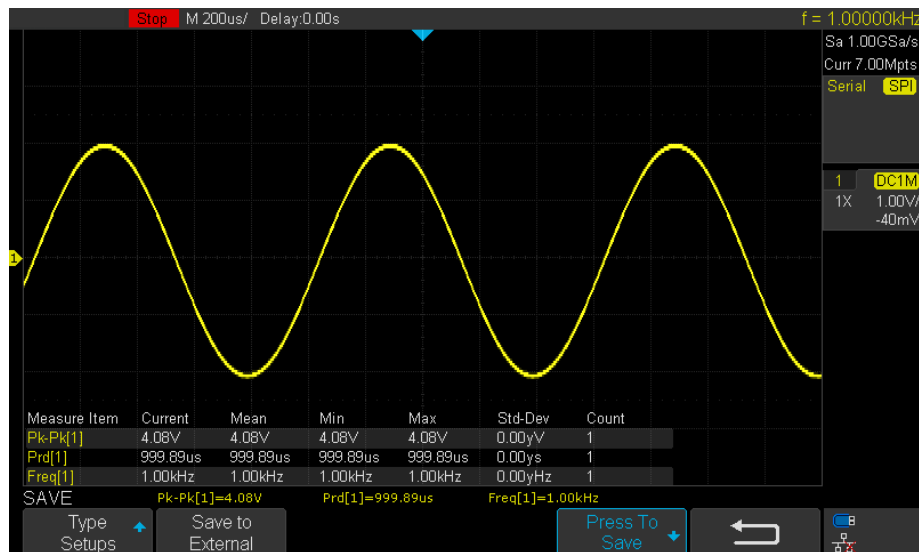 Stop M 200us/ Delay:0.00s f = 1.00000kHz
Sa 1.00GSa/s
Curr 7.00Mpts
Serial SPI
1 DC1M
1X 1.00V/
-40mV
1
Measure Item Current Mean Min Max Std-Dev Count
Pk-Pk[1] 4.08V 4.08V 4.08V 4.08V 0.00yV 1
Prd[1] 999.89us 999.89us 999.89us 999.89us 0.00ys 1
Freq[1] 1.00kHz 1.00kHz 1.00kHz 1.00kHz 0.00yHz 1
SAVE Pk-Pk[1]=4.08V Prd[1]=999.89us Freq[1]=1.00kHz
Type Save to Press To
Setups External Save